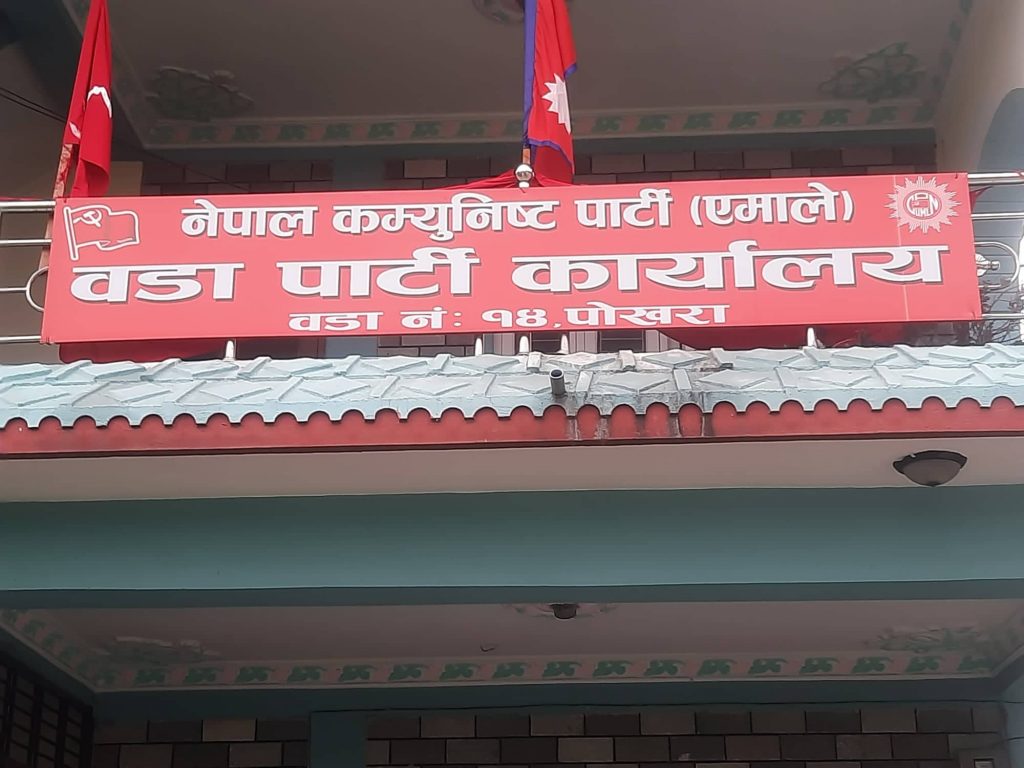 नेपाल कम्युनिष्ट पार्टी (एमाले)
वडा पार्टी कार्यालय
वडा नं: १४, पोखरा